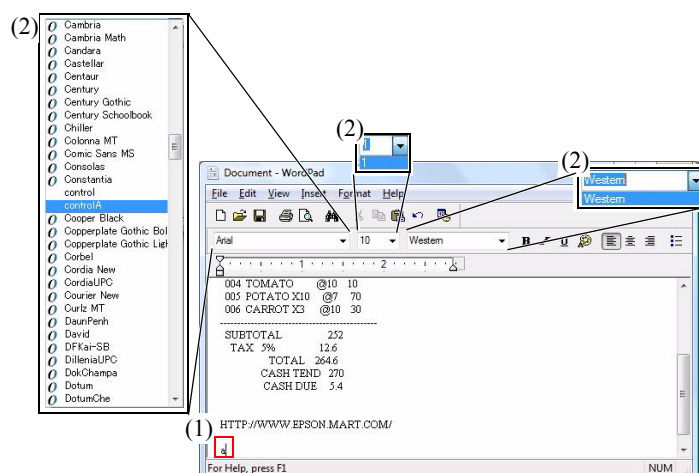 (2)
Cambria
Cambria Math
Candara
Castellar
Centaur
Century
Century Gothic
Century Schoolbook
Chiller
Colonna MT
Comic Sans MS
Consolas
Constantia
control
controlA
Cooper Black
Copperplate Gothic Bol
Copperplate Gothic Ligh
Corbel
Cordia New
CordiaUPC
Courier New
Curlz MT
DaunPenh
David
DFKai-SB
DilleniaUPC
DokChampa
Dotum
DotumChe
(2)
1
(2)
Western
Western
Document - WordPad
File Edit View Insert Format Help
Arial 10 Western B I U
1 2
004 TOMATO @10 10
005 POTATO X10 @7 70
006 CARROT X3 @10 30
----------------------------------------------
SUBTOTAL 252
TAX 5% 12.6
TOTAL 264.6
CASH TEND 270
CASH DUE 5.4
HTTP://WWW.EPSON.MART.COM/
(1)
a
For Help, press F1 NUM